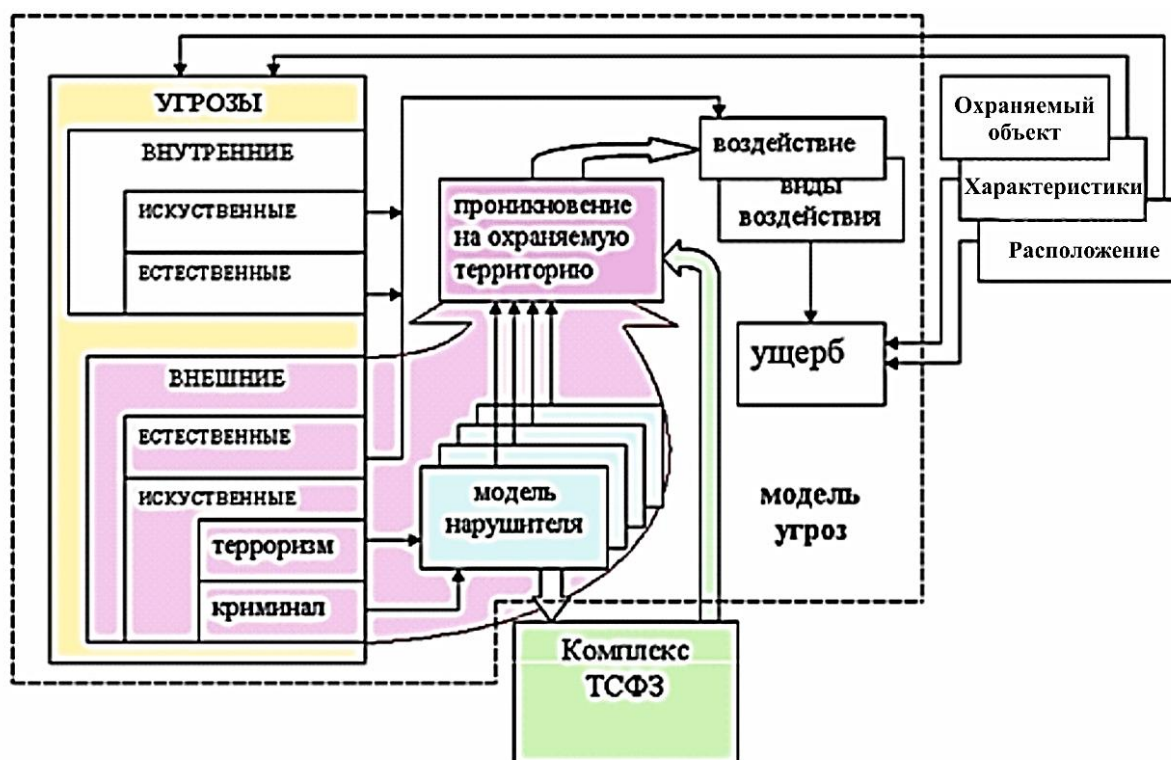 УГРОЗЫ
ВНУТРЕННИЕ
ИСКУСТВЕННЫЕ
ЕСТЕСТВЕННЫЕ
ВНЕШНИЕ
ЕСТЕСТВЕННЫЕ
ИСКУСТВЕННЫЕ
терроризм
криминал
проникновение
на охраняемую
территорию
модель
нарушителя
воздействие
виды
воздействия
ущерб
модель
угроз
Комплекс
ТСФЗ
Охраняемый
объект
Характеристики
Расположение